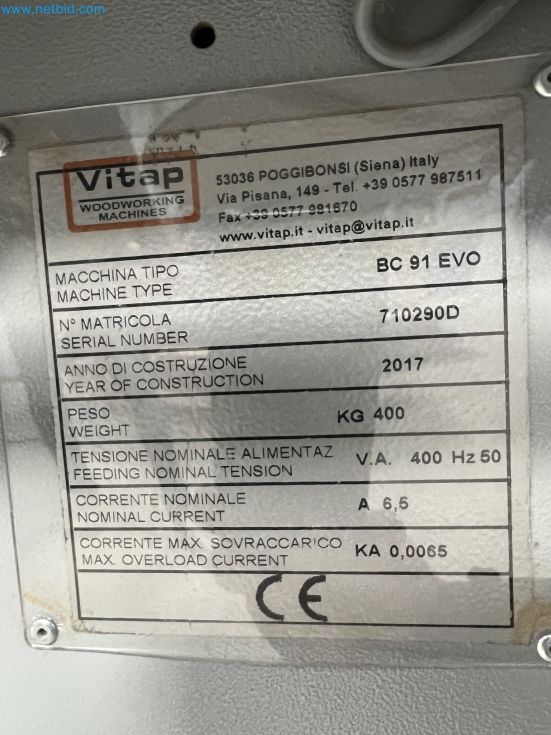 www.netbid.com
Vitap
WOODWORKING
MACHINES
53036 POGGIBONSI (Siena) Italy
Via Pisana, 149 - Tel. +39 0577 987511
Fax +39 0577 981670
www.vitap.it - vitap@vitap.it
MACCHINA TIPO
MACHINE TYPE
BC 91 EVO
N° MATRICOLA
SERIAL NUMBER
710290D
ANNO DI COSTRUZIONE
YEAR OF CONSTRUCTION
2017
PESO
WEIGHT
KG 400
TENSIONE NOMINALE ALIMENTAZ
FEEDING NOMINAL TENSION
V.A. 400 Hz 50
CORRENTE NOMINALE
NOMINAL CURRENT
A 6,5
CORRENTE MAX. SOVRACCARICO
MAX. OVERLOAD CURRENT
KA 0,0065
CE